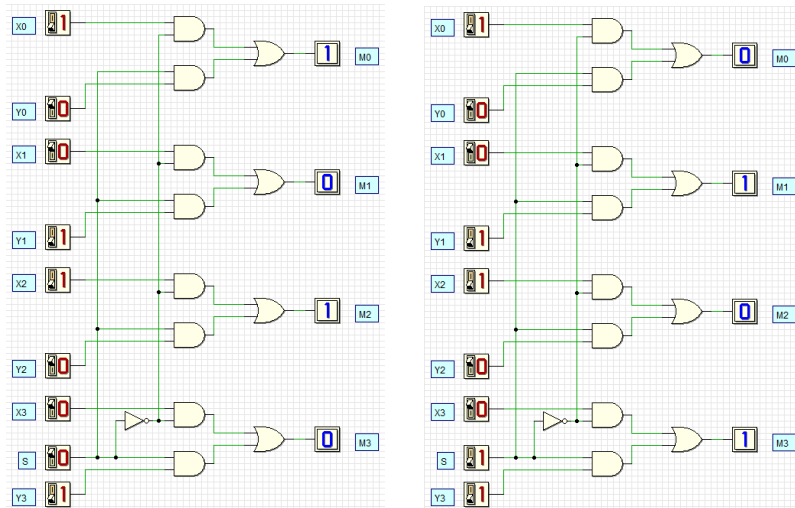 X0 1 1 M0
Y0 0
X1 0 0 M1
Y1 1
X2 1 1 M2
Y2 0
X3 0 0 M3
S 0
Y3 1
X0 1 0 M0
Y0 0
X1 0 1 M1
Y1 1
X2 1 0 M2
Y2 0
X3 0 1 M3
S 1
Y3 1